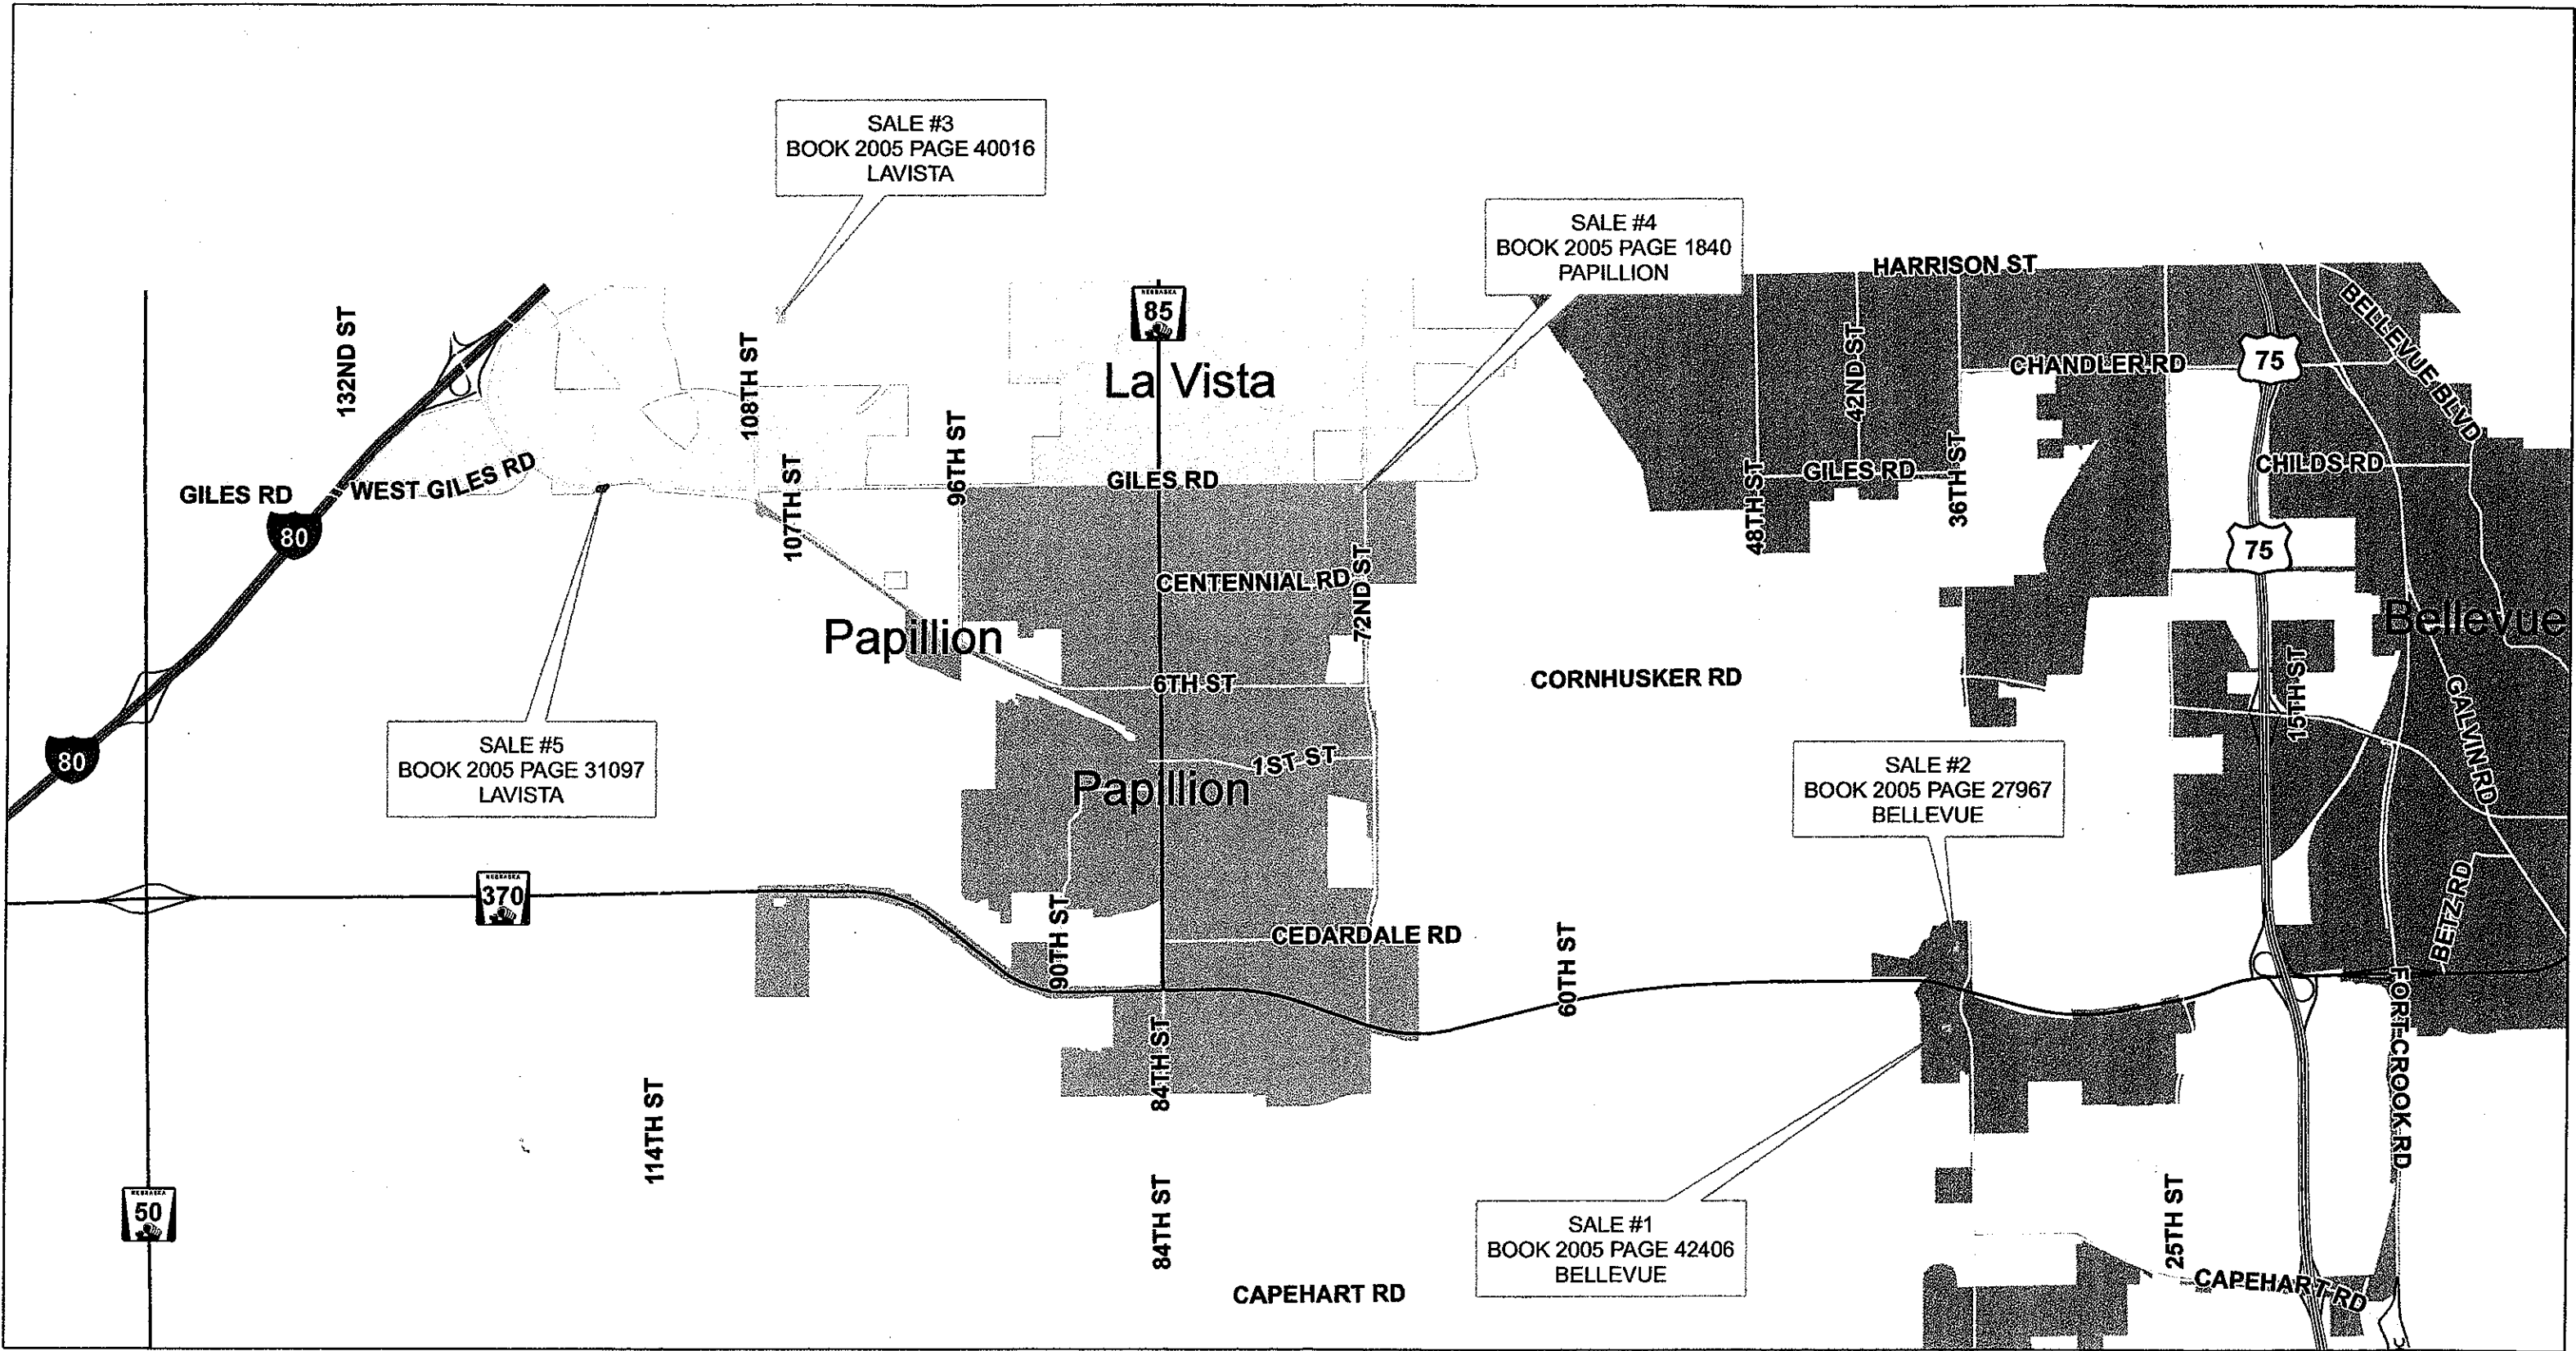 SALE #3
BOOK 2005 PAGE 40016
LAVISTA
SALE #4
BOOK 2005 PAGE 1840
PAPILLION
HARRISON ST
NEBRASKA
85
BELLEVUE BLVD
132ND ST
108TH ST
La Vista
42ND ST
CHANDLER RD
75
96TH ST
GILES RD
WEST GILES RD
107TH ST
GILES RD
48TH ST
GILES RD
36TH ST
CHILDS RD
80
75
CENTENNIAL RD
72ND ST
Papillion
Bellevue
6TH ST
CORNHUSKER RD
15TH ST
GALVIN RD
80
SALE #5
BOOK 2005 PAGE 31097
LAVISTA
1ST ST
Papillion
SALE #2
BOOK 2005 PAGE 27967
BELLEVUE
NEBRASKA
370
90TH ST
CEDARDALE RD
60TH ST
BETZ RD
FORT CROOK RD
84TH ST
114TH ST
NEBRASKA
50
84TH ST
SALE #1
BOOK 2005 PAGE 42406
BELLEVUE
25TH ST
CAPEHART RD
CAPEHART RD